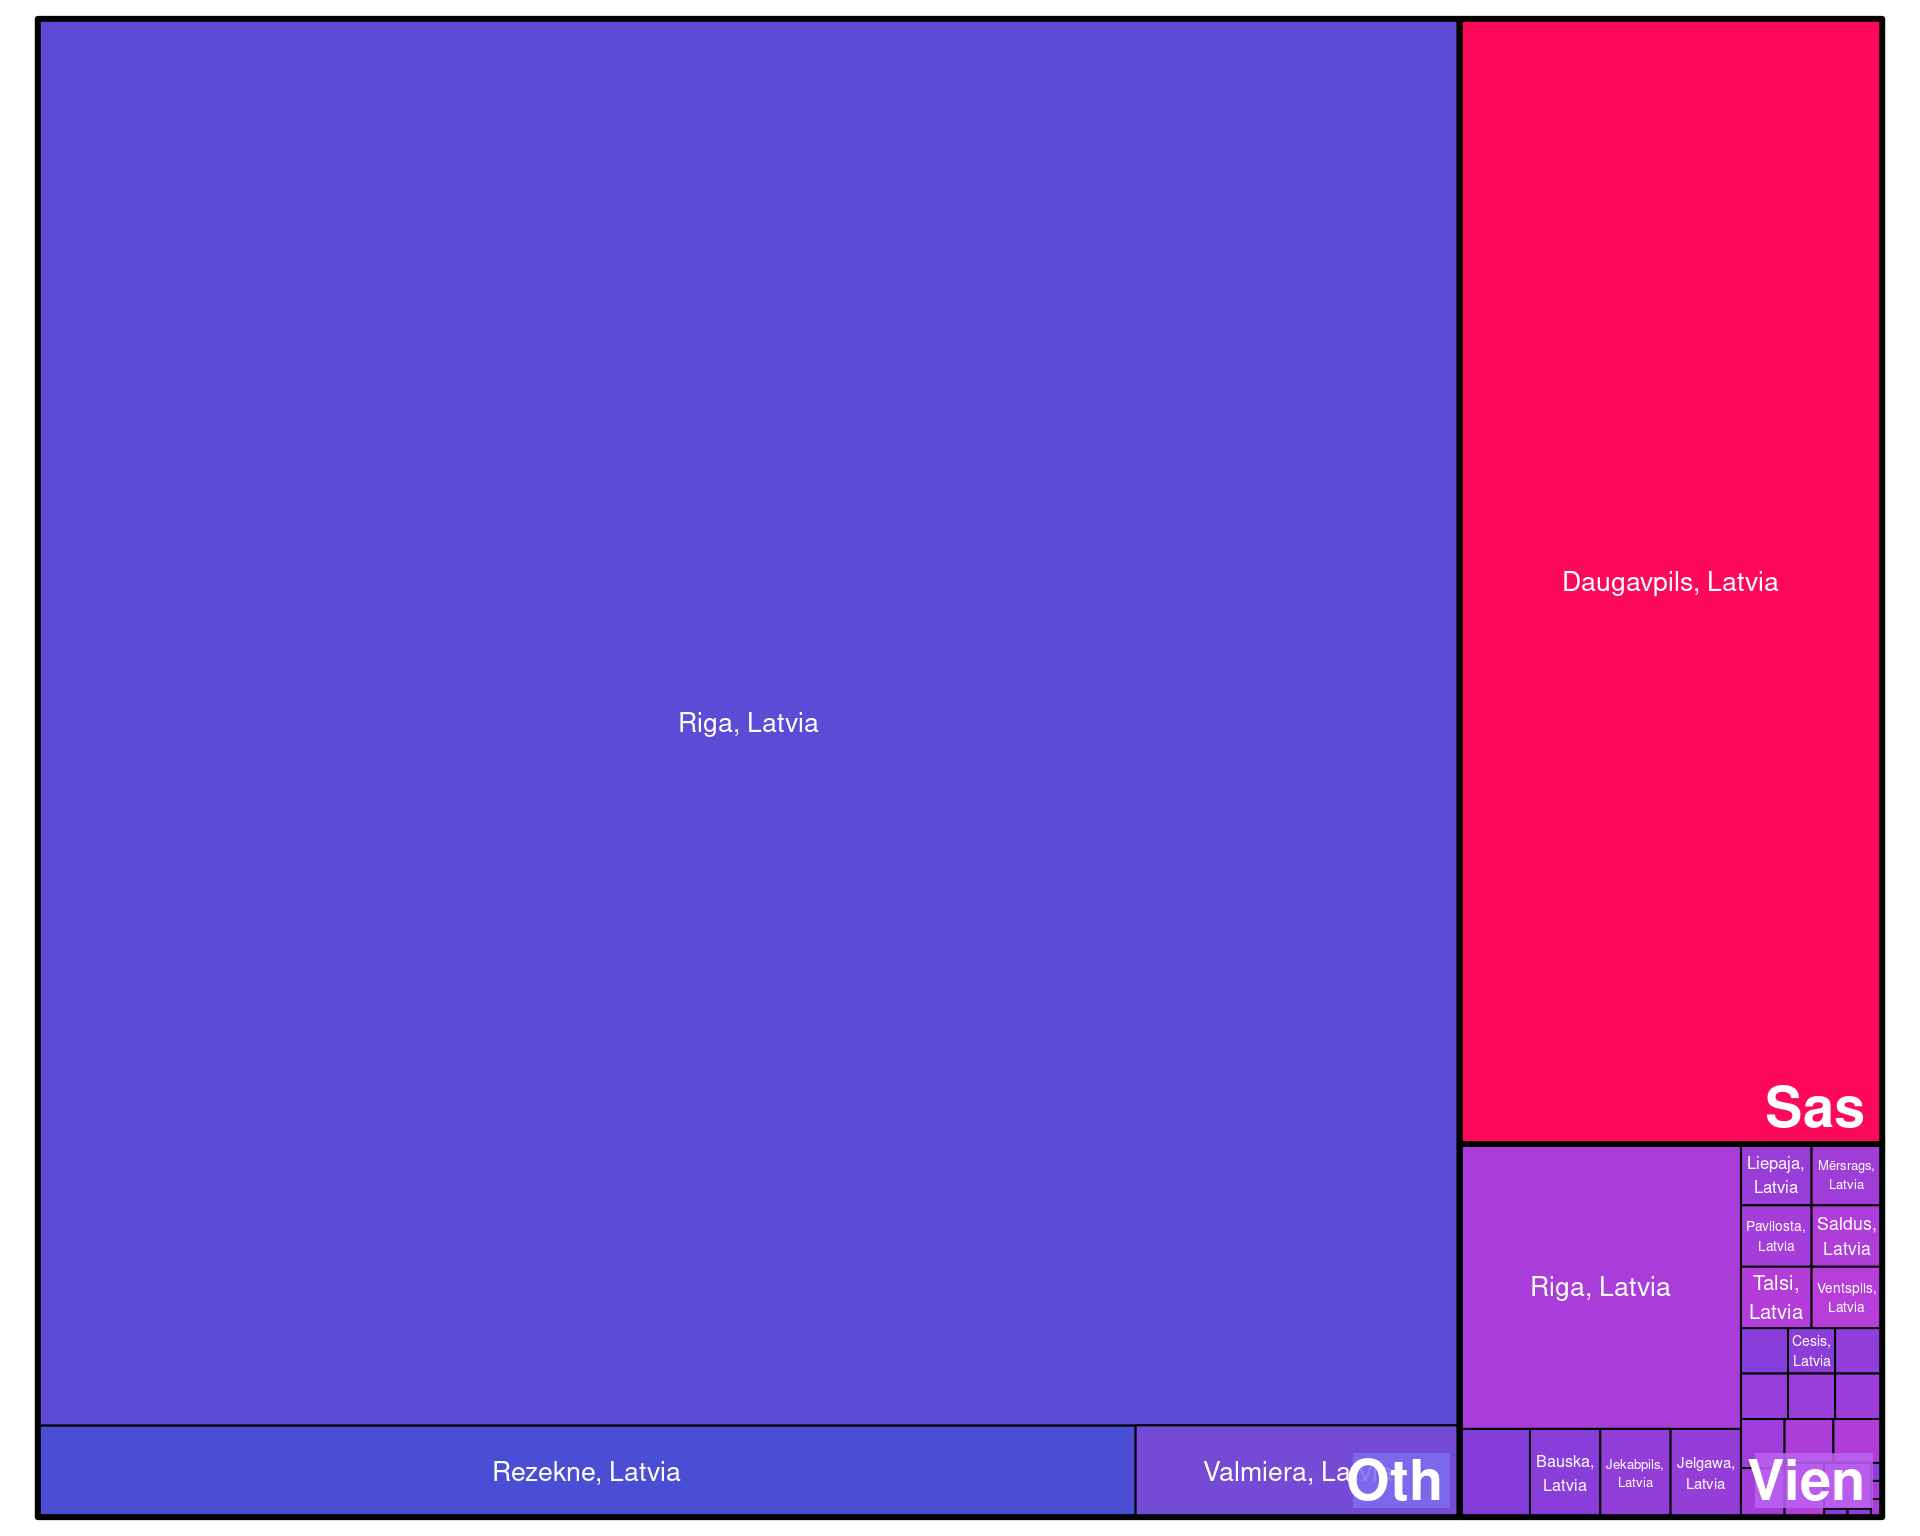 Riga, Latvia
Rezekne, Latvia
Valmiera, Latvia
Oth
Daugavpils, Latvia
Sas
Riga, Latvia
Bauska,
Latvia
Jekabpils,
Latvia
Jelgawa,
Latvia
Liepaja,
Latvia
Mērsrags,
Latvia
Pavilosta,
Latvia
Saldus,
Latvia
Talsi,
Latvia
Ventspils,
Latvia
Cesis,
Latvia
Vien